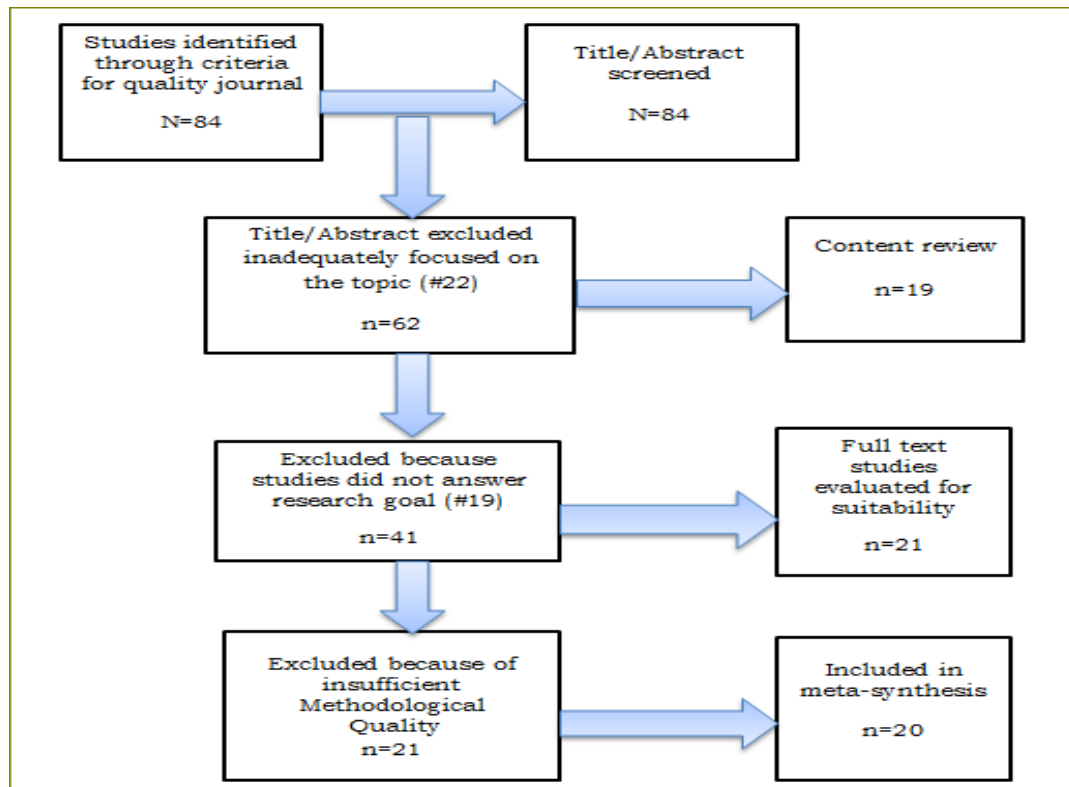 Studies identified
through criteria
for quality journal
N=84
Title/Abstract
screened
N=84
Title/Abstract excluded
inadequately focused on
the topic (#22)
n=62
Content review
n=19
Excluded because
studies did not answer
research goal (#19)
n=41
Full text
studies
evaluated for
suitability
n=21
Excluded because of
insufficient
Methodological
Quality
n=21
Included in
meta-synthesis
n=20